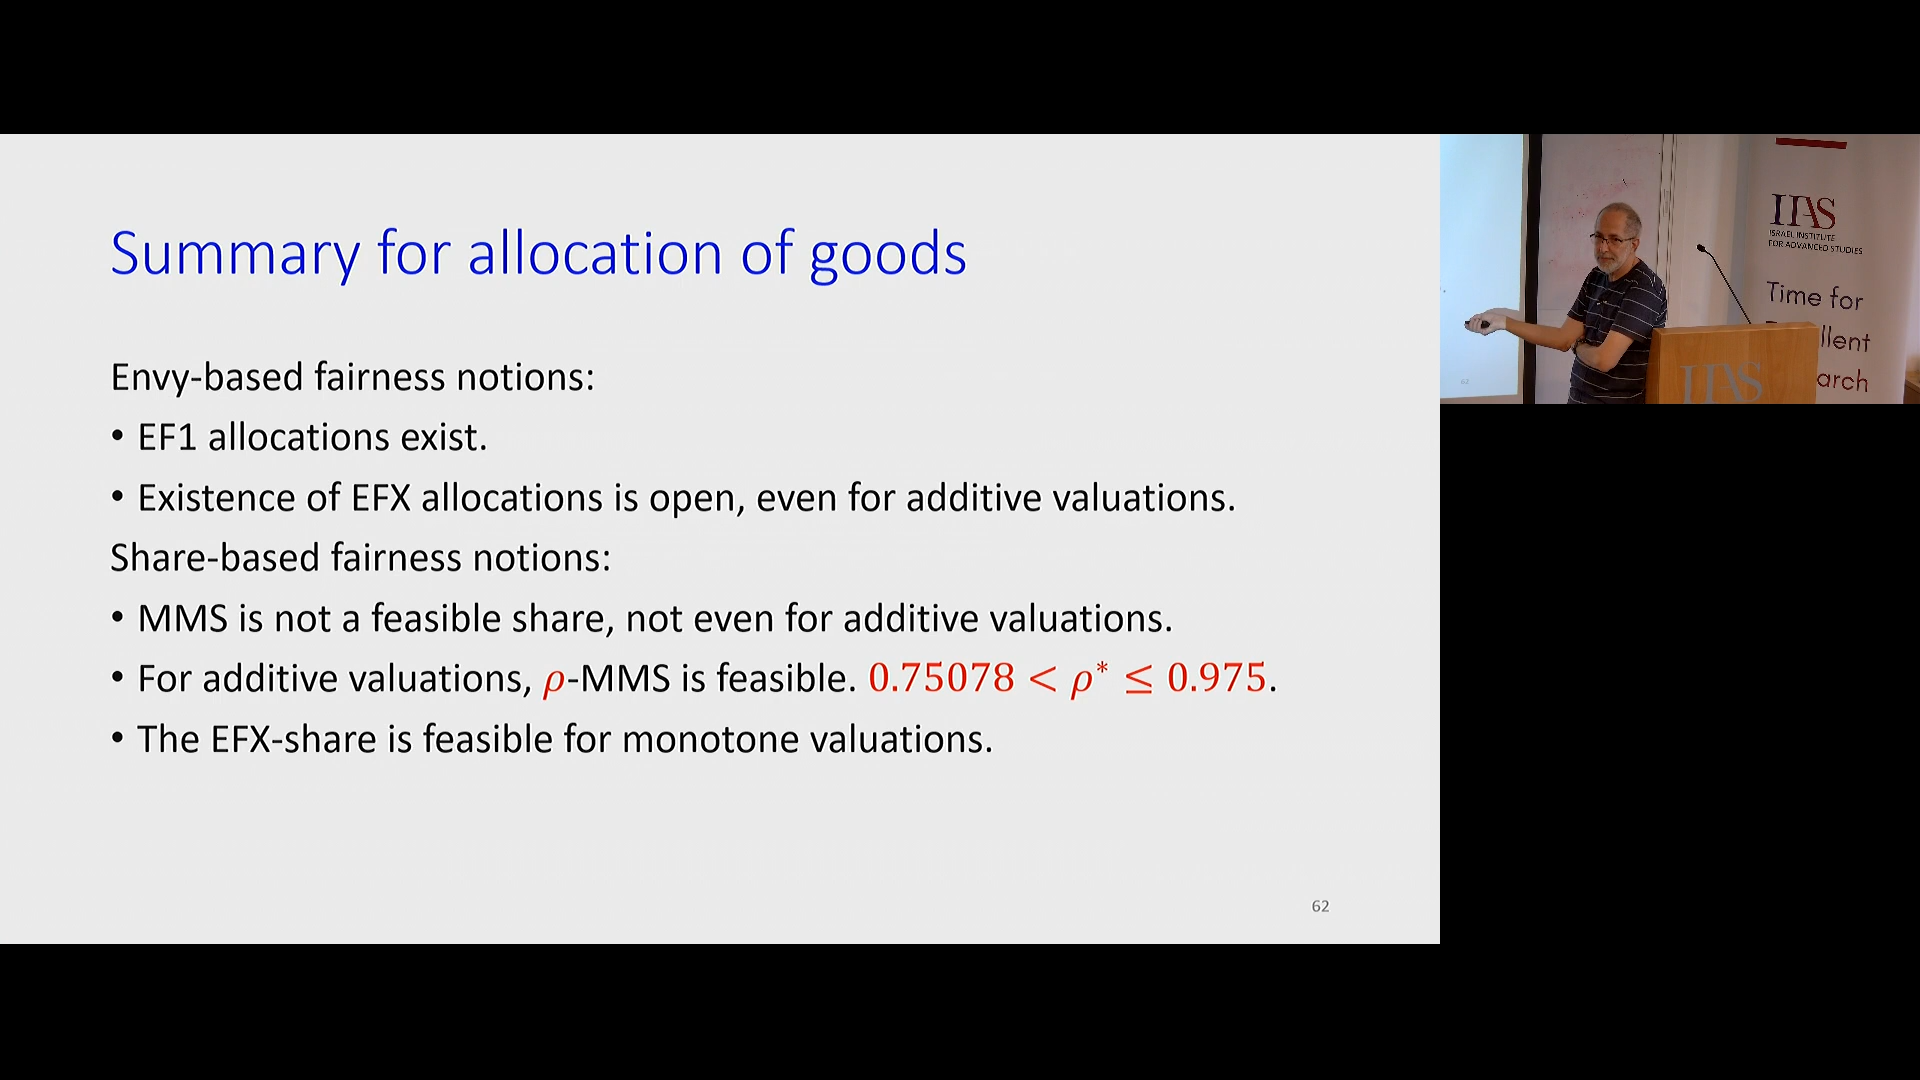 Summary for allocation of goods
Envy-based fairness notions:
• EF1 allocations exist.
• Existence of EFX allocations is open, even for additive valuations.
Share-based fairness notions:
• MMS is not a feasible share, not even for additive valuations.
• For additive valuations, ρ-MMS is feasible. 0.75078 < ρ* ≤ 0.975.
• The EFX-share is feasible for monotone valuations.
62
IIAS
ISRAEL INSTITUTE
FOR ADVANCED STUDIES
Time for
llent
arch
IIAS
62